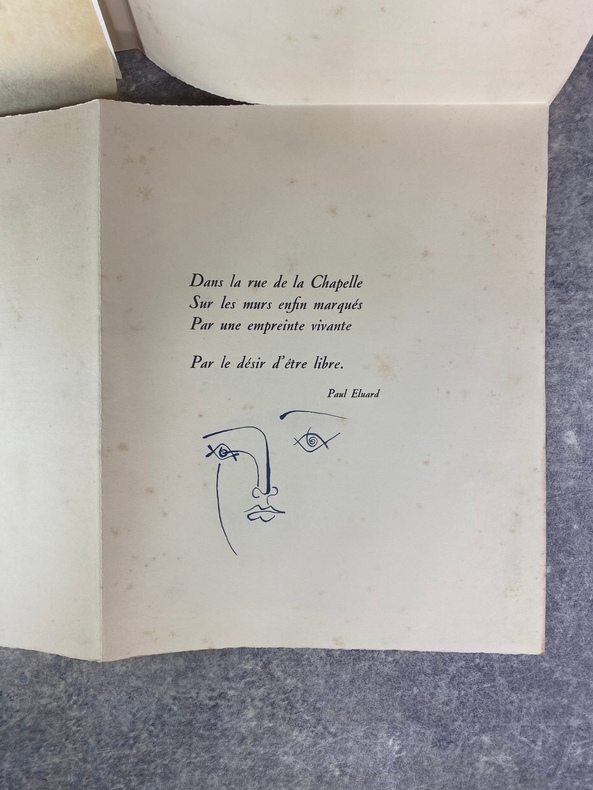 Dans la rue de la Chapelle
Sur les murs enfin marqués
Par une empreinte vivante
Par le désir d'être libre.
Paul Eluard